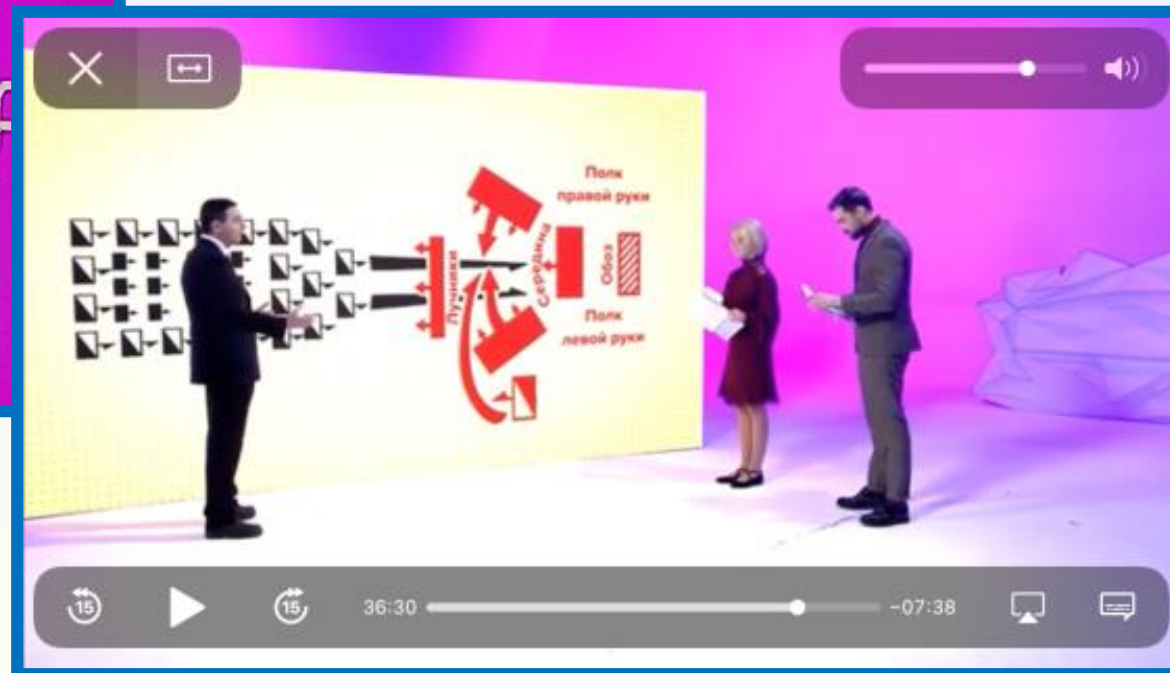 15
15
36:30
-07:38
Полк
правой руки
Лучники
Середина
Обоз
Полк
левой руки